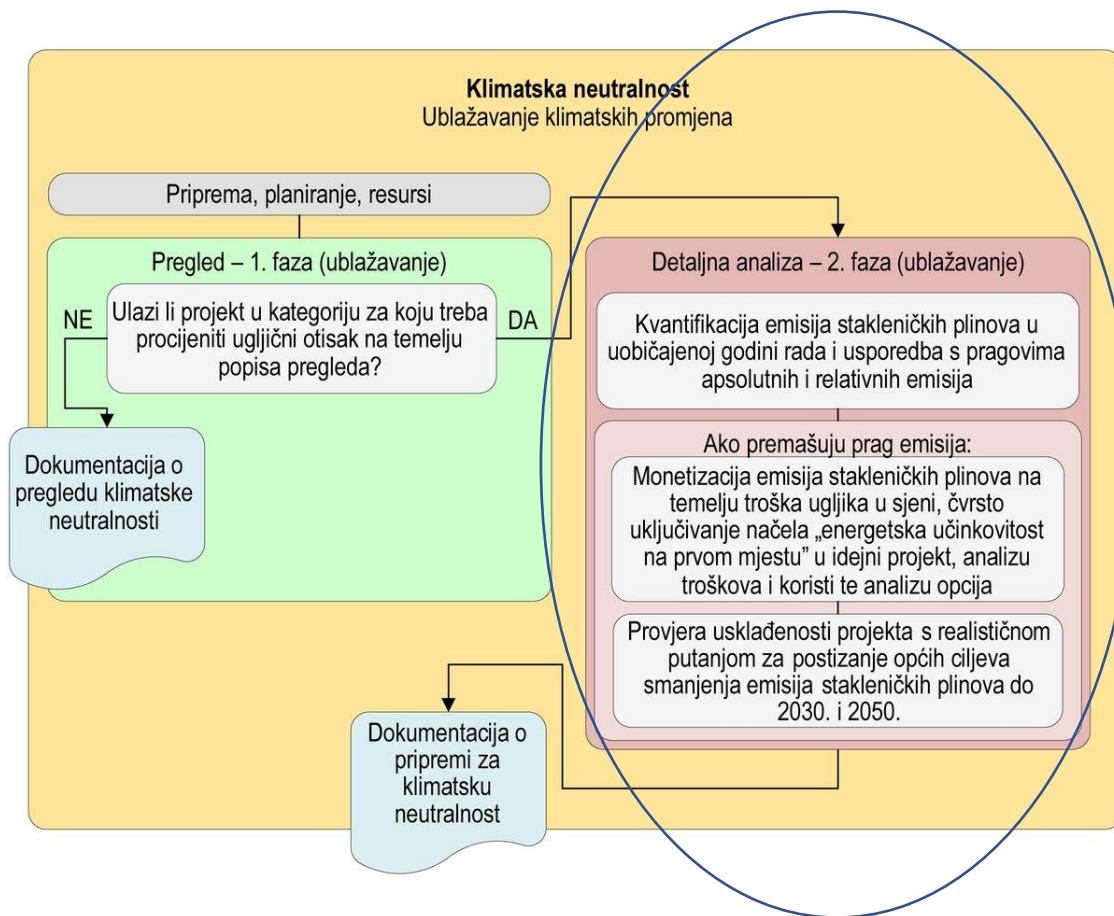 Klimatska neutralnost
Ublažavanje klimatskih promjena
Priprema, planiranje, resursi
Pregled – 1. faza (ublažavanje)
NE
Ulazi li projekt u kategoriju za koju treba
procijeniti ugljični otisak na temelju
popisa pregleda?
DA
Dokumentacija o
pregledu klimatske
neutralnosti
Detaljna analiza – 2. faza (ublažavanje)
Kvantifikacija emisija stakleničkih plinova u
uobičajenoj godini rada i usporedba s pragovima
apsolutnih i relativnih emisija
Ako premašuju prag emisija:
Monetizacija emisija stakleničkih plinova na
temelju troška ugljika u sjeni, čvrsto
uključivanje načela „energetska učinkovitost
na prvom mjestu” u idejni projekt, analizu
troškova i koristi te analizu opcija
Provjera usklađenosti projekta s realističnom
putanjom za postizanje općih ciljeva
smanjenja emisija stakleničkih plinova do
2030. i 2050.
Dokumentacija o
pripremi za
klimatsku
neutralnost